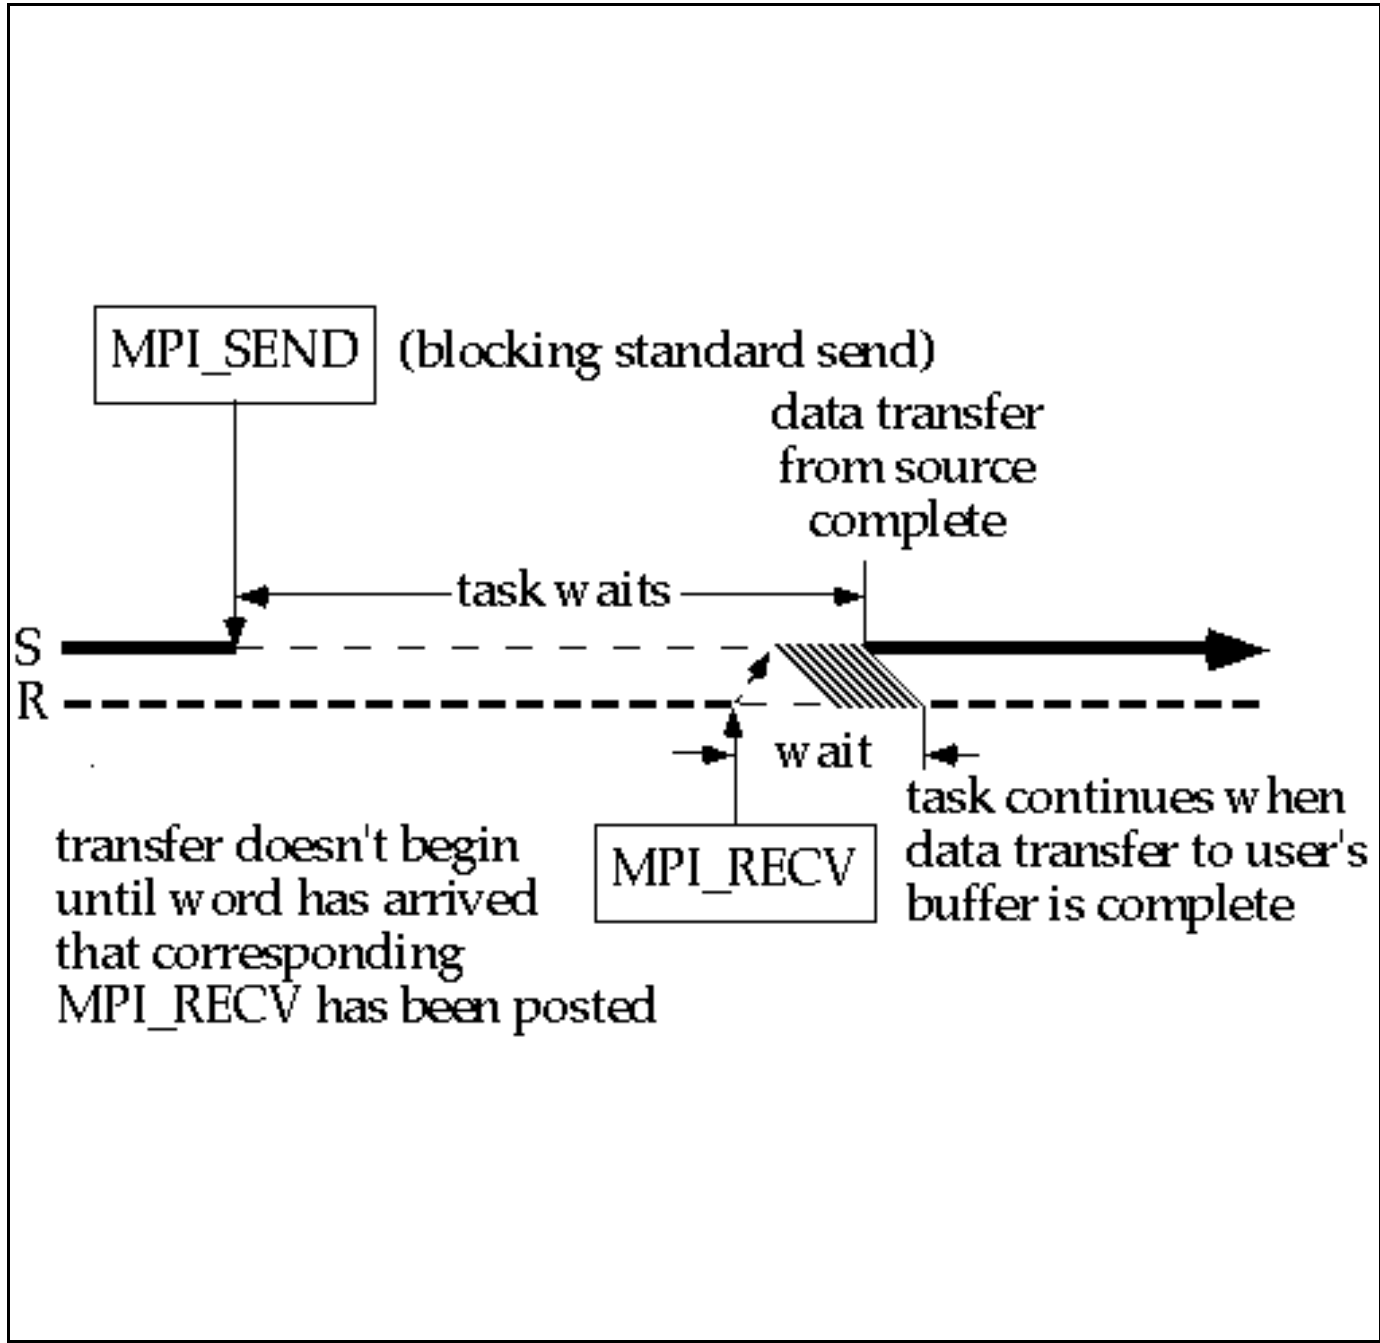 MPI_SEND (blocking standard send)
data transfer
from source
complete
task waits
S
R
wait
MPI_RECV
transfer doesn't begin
until word has arrived
that corresponding
MPI_RECV has been posted
task continues when
data transfer to user's
buffer is complete